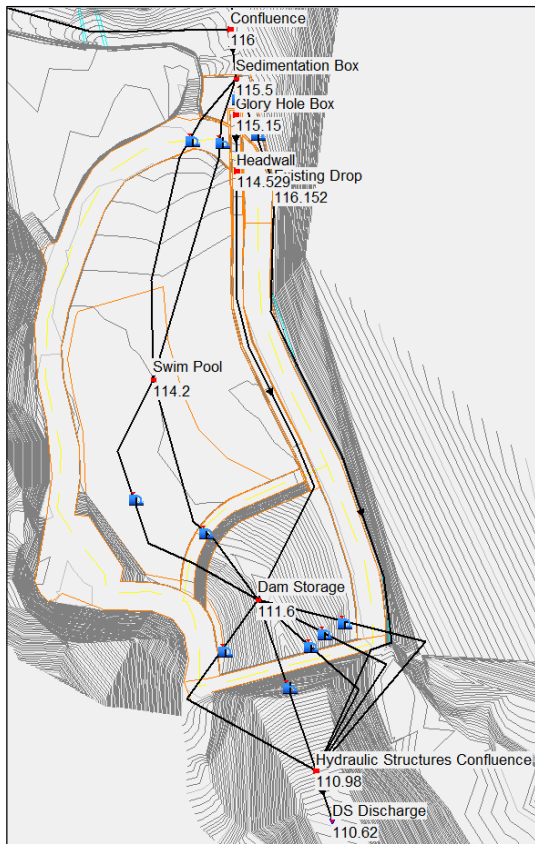 Confluence
116
Sedimentation Box
115.5
Glory Hole Box
115.15
Headwall
114.529
Existing Drop
116.152
Swim Pool
114.2
Dam Storage
111.6
Hydraulic Structures Confluence
110.98
DS Discharge
110.62